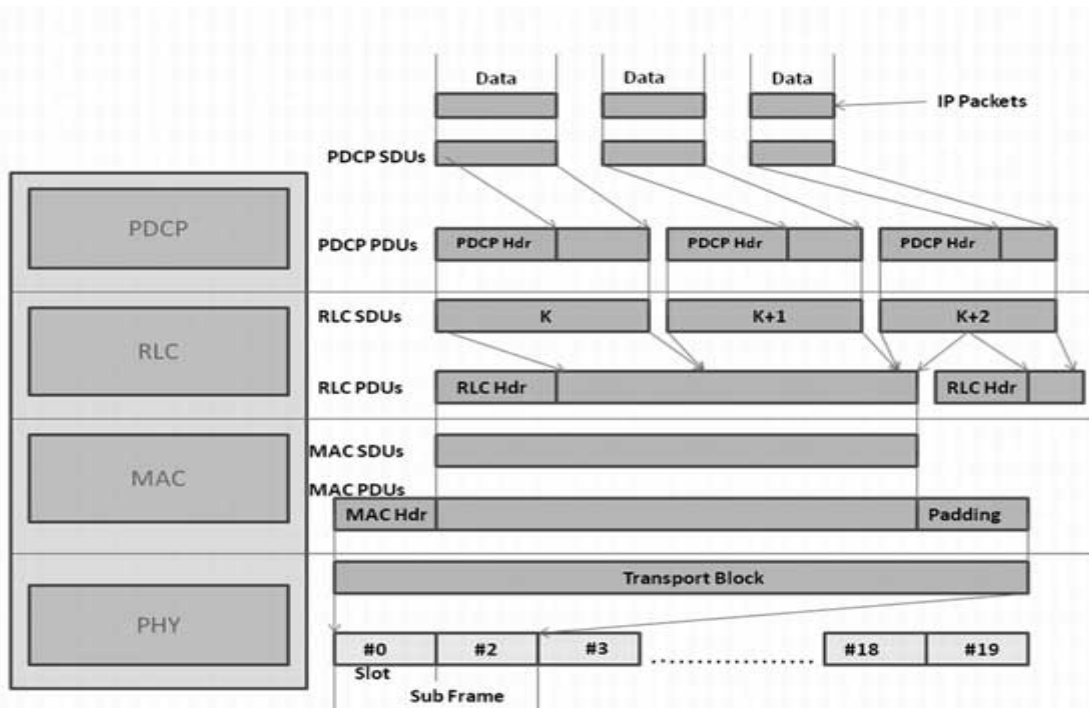 Data Data Data
IP Packets
PDCP SDUs
PDCP
PDCP PDUs PDCP Hdr PDCP Hdr PDCP Hdr
RLC SDUs K K+1 K+2
RLC
RLC PDUs RLC Hdr RLC Hdr
MAC SDUs
MAC
MAC PDUs
MAC Hdr Padding
Transport Block
PHY
#0 #2 #3 #18 #19
Slot
Sub Frame